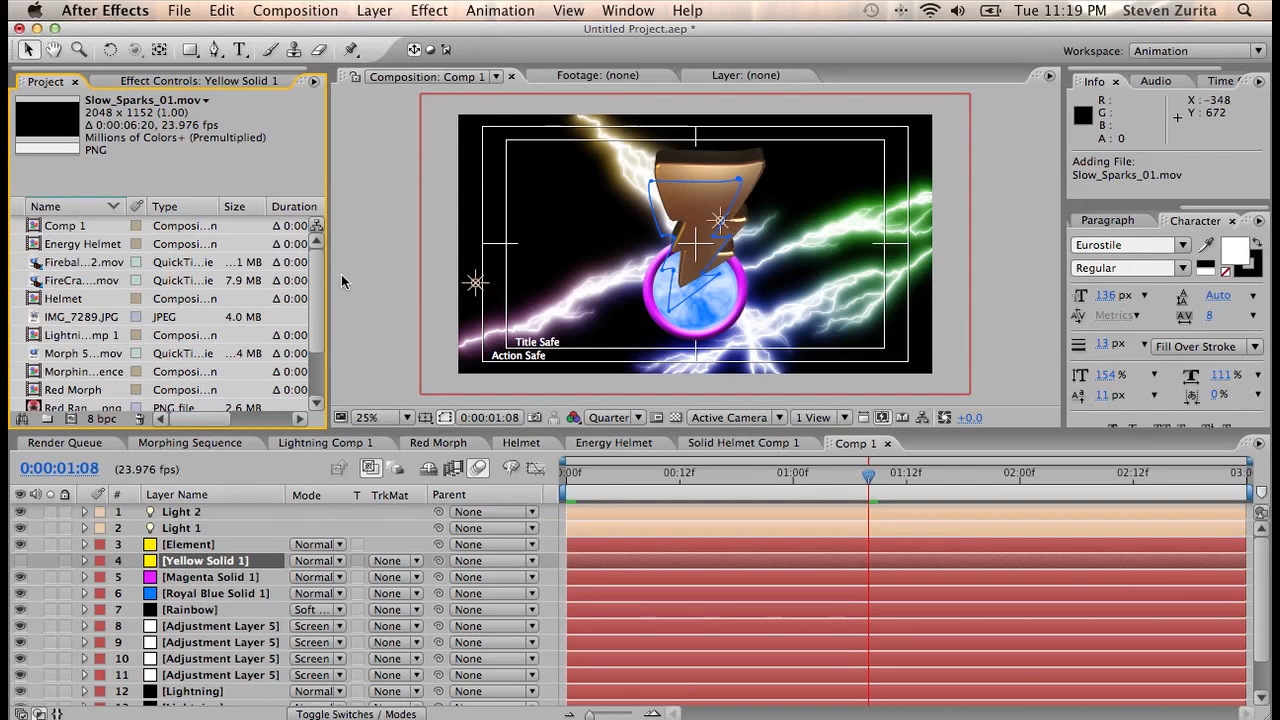 After Effects File Edit Composition Layer Effect Animation View Window Help Tue 11:19 PM Steven Zurita
Untitled Project.aep *
T Workspace: Animation
Project Effect Controls: Yellow Solid 1 Composition: Comp 1 Footage: (none) Layer: (none) Info Audio Time
Slow_Sparks_01.mov
2048 x 1152 (1.00)
Δ 0:00:06:20, 23.976 fps
Millions of Colors+ (Premultiplied)
PNG
R: X: -348
G: Y: 672
B:
A: 0
Adding File:
Slow_Sparks_01.mov
Name Type Size Duration
Comp 1 Composi...n Δ 0:00
Energy Helmet Composi...n Δ 0:00
Firebal...2.mov QuickTi...ie ...1 MB Δ 0:00
FireCra....mov QuickTi...ie 7.9 MB Δ 0:00
Helmet Composi...n Δ 0:00
IMG_7289.JPG JPEG 4.0 MB
Lightni...mp 1 Composi...n Δ 0:00
Morph S...mov QuickTi...ie ...4 MB Δ 0:00
Morphin...ence Composi...n Δ 0:00
Red Morph Composi...n Δ 0:00
Red Ran...png PNG file 2.6 MB
8 bpc
Title Safe
Action Safe
25% 0:00:01:08 Quarter Active Camera 1 View +0.0
Paragraph Character
Eurostile
Regular
136 px Auto
Metrics 8
13 px Fill Over Stroke
154 % 111 %
11 px 0 %
Render Queue Morphing Sequence Lightning Comp 1 Red Morph Helmet Energy Helmet Solid Helmet Comp 1 Comp 1
0:00:01:08 (23.976 fps)
:00f 00:12f 01:00f 01:12f 02:00f 02:12f 03:0
# Layer Name Mode T TrkMat Parent
1 Light 2 None
2 Light 1 None
3 [Element] Normal None
4 [Yellow Solid 1] Normal None None
5 [Magenta Solid 1] Normal None None
6 [Royal Blue Solid 1] Normal None None
7 [Rainbow] Soft ... None None
8 [Adjustment Layer 5] Screen None None
9 [Adjustment Layer 5] Screen None None
10 [Adjustment Layer 5] Screen None None
11 [Adjustment Layer 5] Screen None None
12 [Lightning] Normal None None
Toggle Switches / Modes